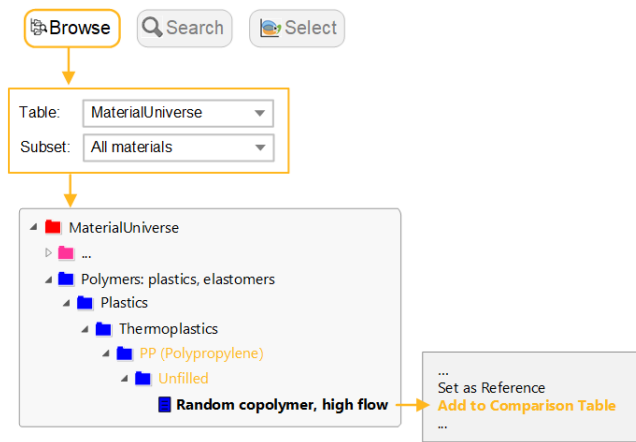 Browse
Search
Select
Table: MaterialUniverse
Subset: All materials
MaterialUniverse
...
Polymers: plastics, elastomers
Plastics
Thermoplastics
PP (Polypropylene)
Unfilled
Random copolymer, high flow
...
Set as Reference
Add to Comparison Table
...